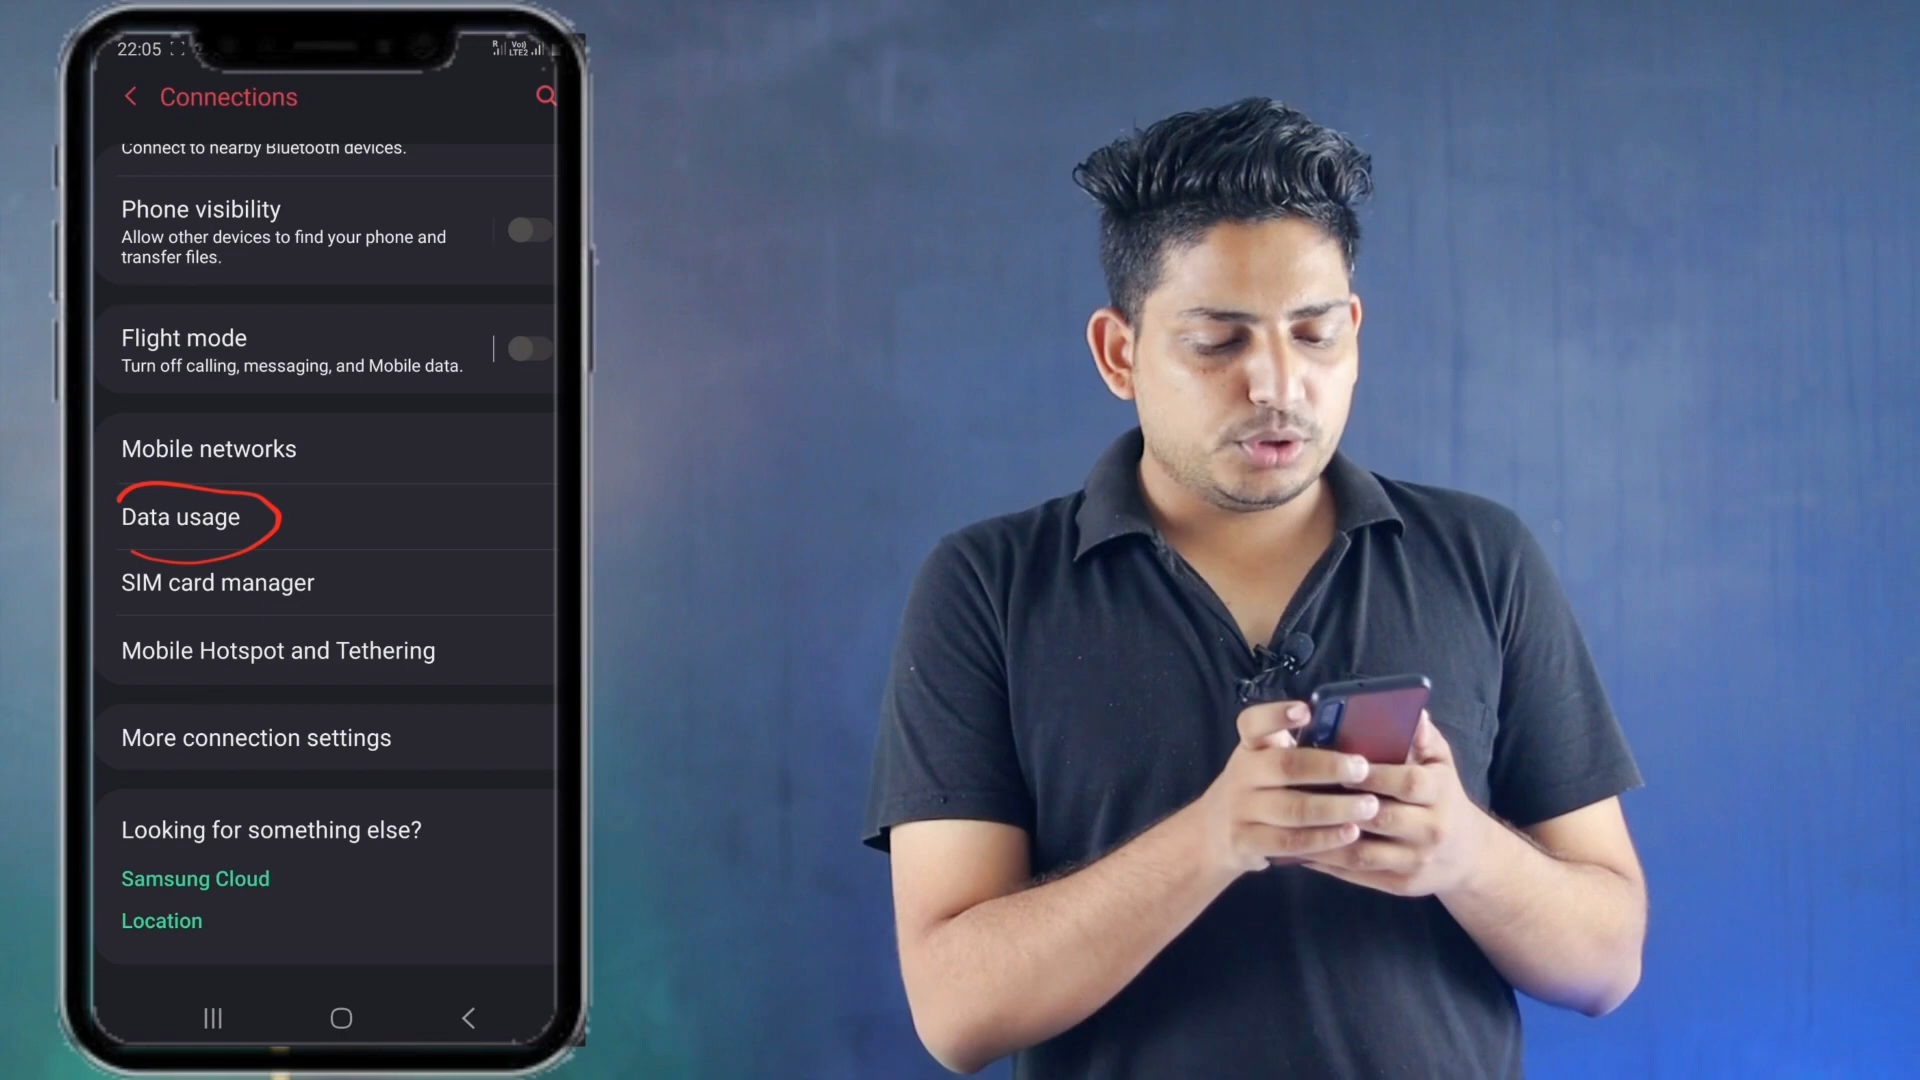 22:05
R
Vo))
LTE2
Connections
Connect to nearby Bluetooth devices.
Phone visibility
Allow other devices to find your phone and
transfer files.
Flight mode
Turn off calling, messaging, and Mobile data.
Mobile networks
Data usage
SIM card manager
Mobile Hotspot and Tethering
More connection settings
Looking for something else?
Samsung Cloud
Location